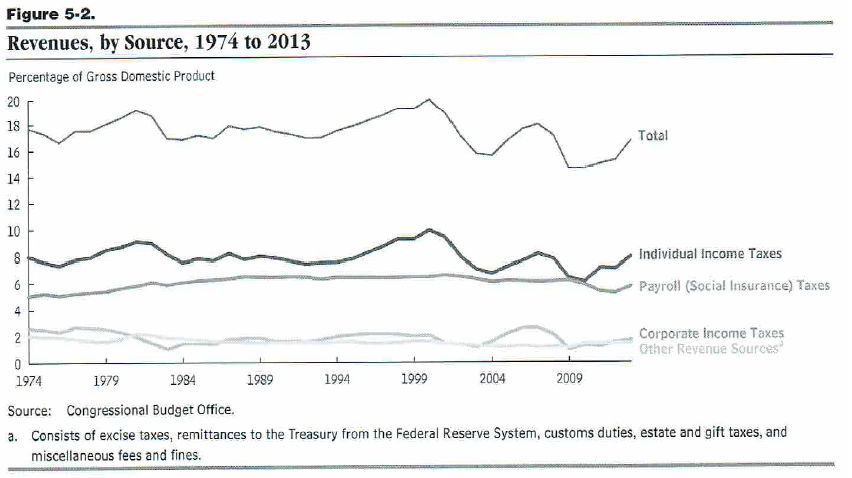 Figure 5-2.
Revenues, by Source, 1974 to 2013
Percentage of Gross Domestic Product
20
18
16
14
12
10
8
6
4
2
0
Total
Individual Income Taxes
Payroll (Social Insurance) Taxes
Corporate Income Taxes
Other Revenue Sourcesᵃ
1974 1979 1984 1989 1994 1999 2004 2009
Source: Congressional Budget Office.
a. Consists of excise taxes, remittances to the Treasury from the Federal Reserve System, customs duties, estate and gift taxes, and
miscellaneous fees and fines.